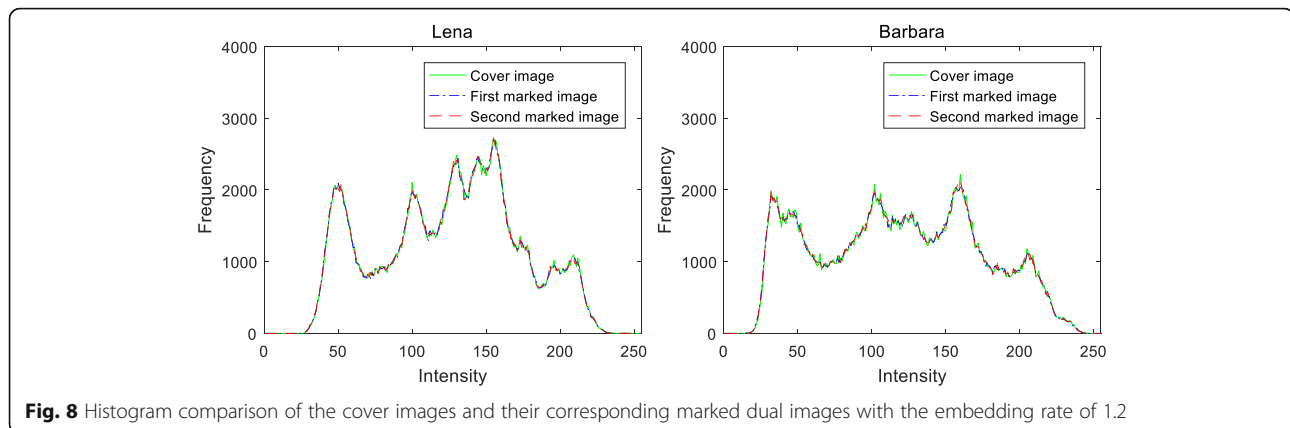 Lena
4000
3000
2000
1000
0
Frequency
Cover image
First marked image
Second marked image
0 50 100 150 200 250
Intensity
Barbara
4000
3000
2000
1000
0
Frequency
Cover image
First marked image
Second marked image
0 50 100 150 200 250
Intensity
Fig. 8 Histogram comparison of the cover images and their corresponding marked dual images with the embedding rate of 1.2